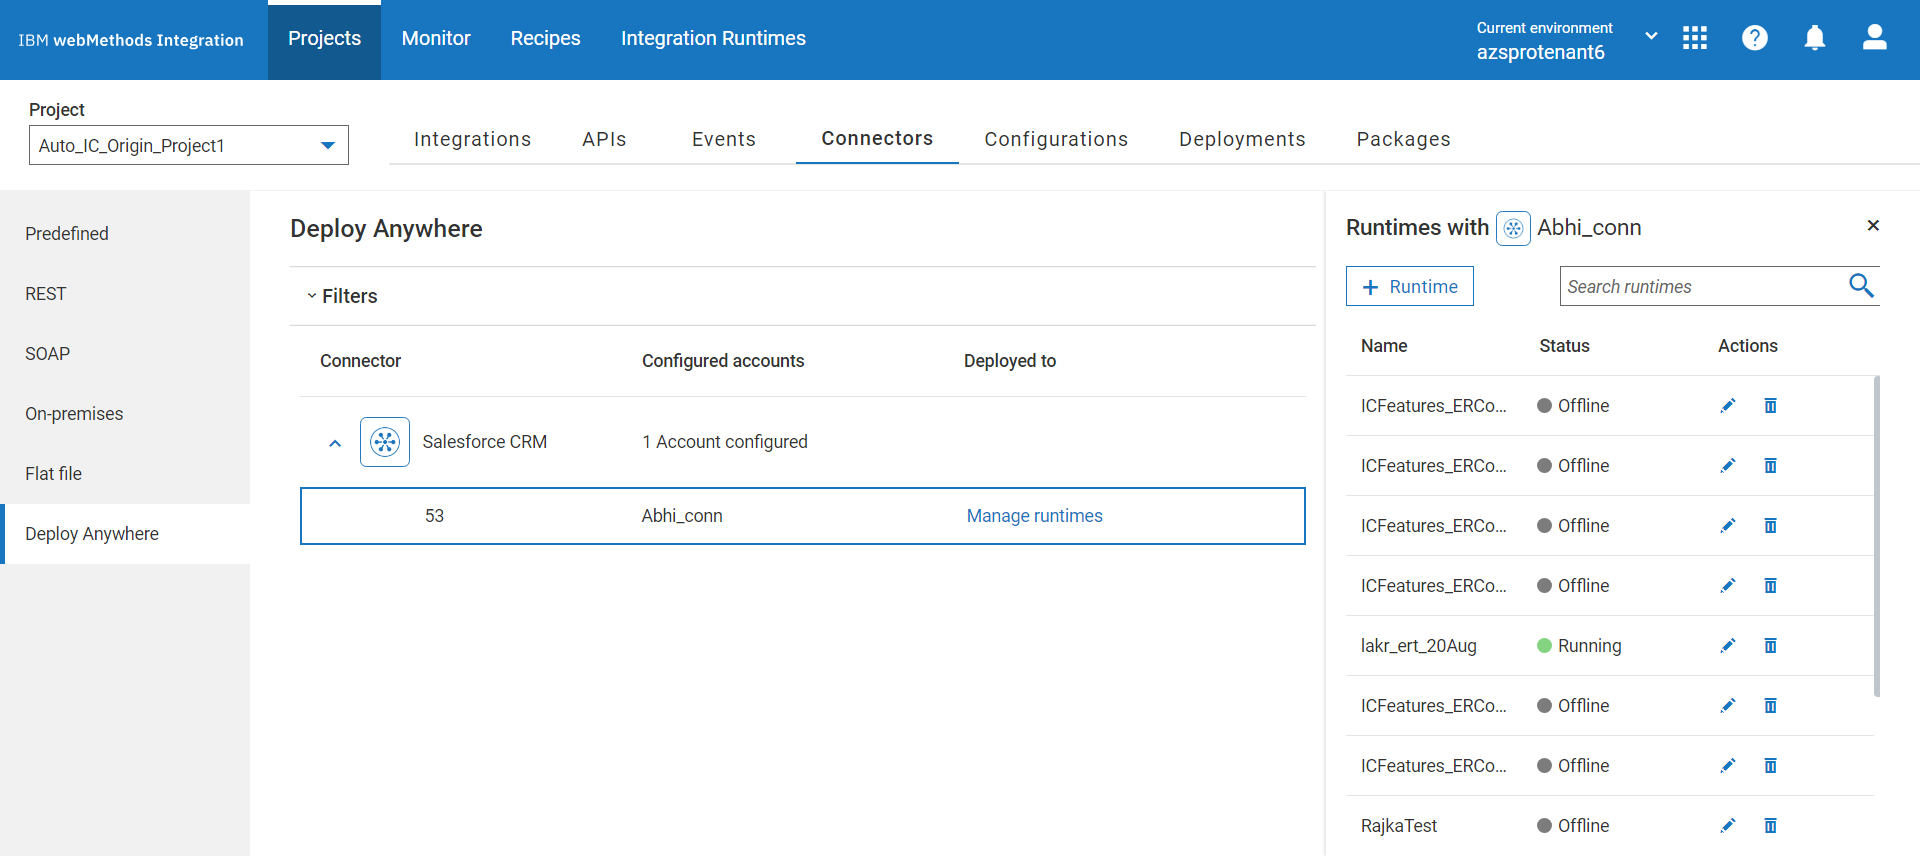 IBM webMethods Integration
Projects
Monitor
Recipes
Integration Runtimes
Current environment
azsprotenant6
Project
Auto_IC_Origin_Project1
Integrations
APIs
Events
Connectors
Configurations
Deployments
Packages
Predefined
REST
SOAP
On-premises
Flat file
Deploy Anywhere
Deploy Anywhere
Filters
Connector Configured accounts Deployed to
Salesforce CRM 1 Account configured
53 Abhi_conn Manage runtimes
Runtimes with Abhi_conn
+ Runtime
Search runtimes
Name Status Actions
ICFeatures_ERCo... Offline
ICFeatures_ERCo... Offline
ICFeatures_ERCo... Offline
ICFeatures_ERCo... Offline
lakr_ert_20Aug Running
ICFeatures_ERCo... Offline
ICFeatures_ERCo... Offline
RajkaTest Offline